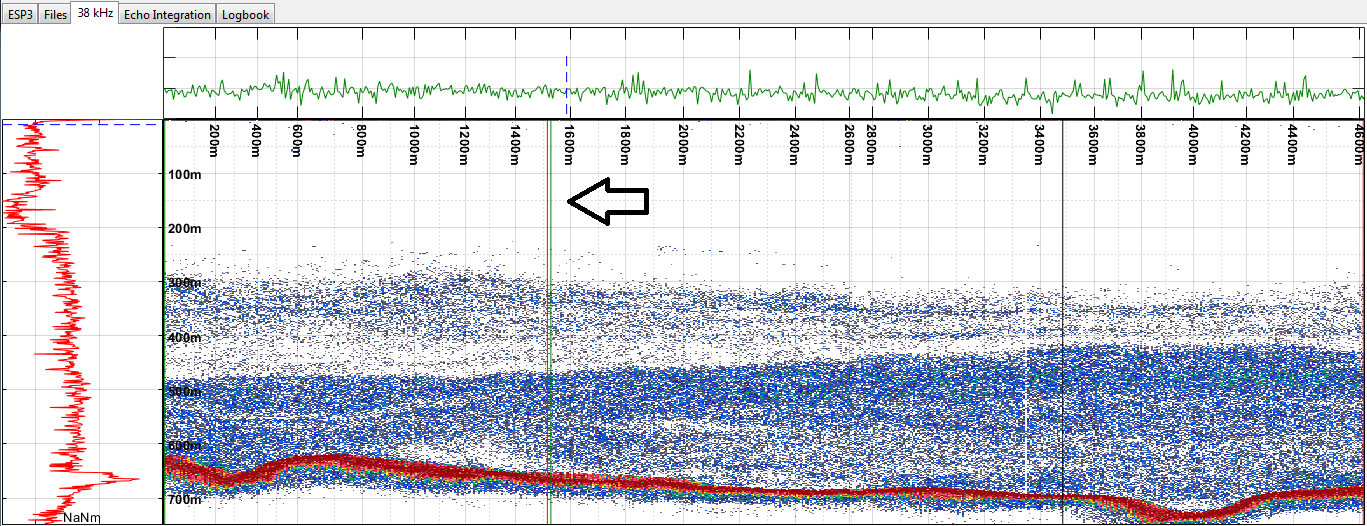 ESP3 Files 38 kHz Echo Integration Logbook
200m 400m 600m 800m 1000m 1200m 1400m 1600m 1800m 2000m 2200m 2400m 2600m 2800m 3000m 3200m 3400m 3600m 3800m 4000m 4200m 4400m 4600m
100m
200m
300m
400m
500m
600m
700m
NaNm